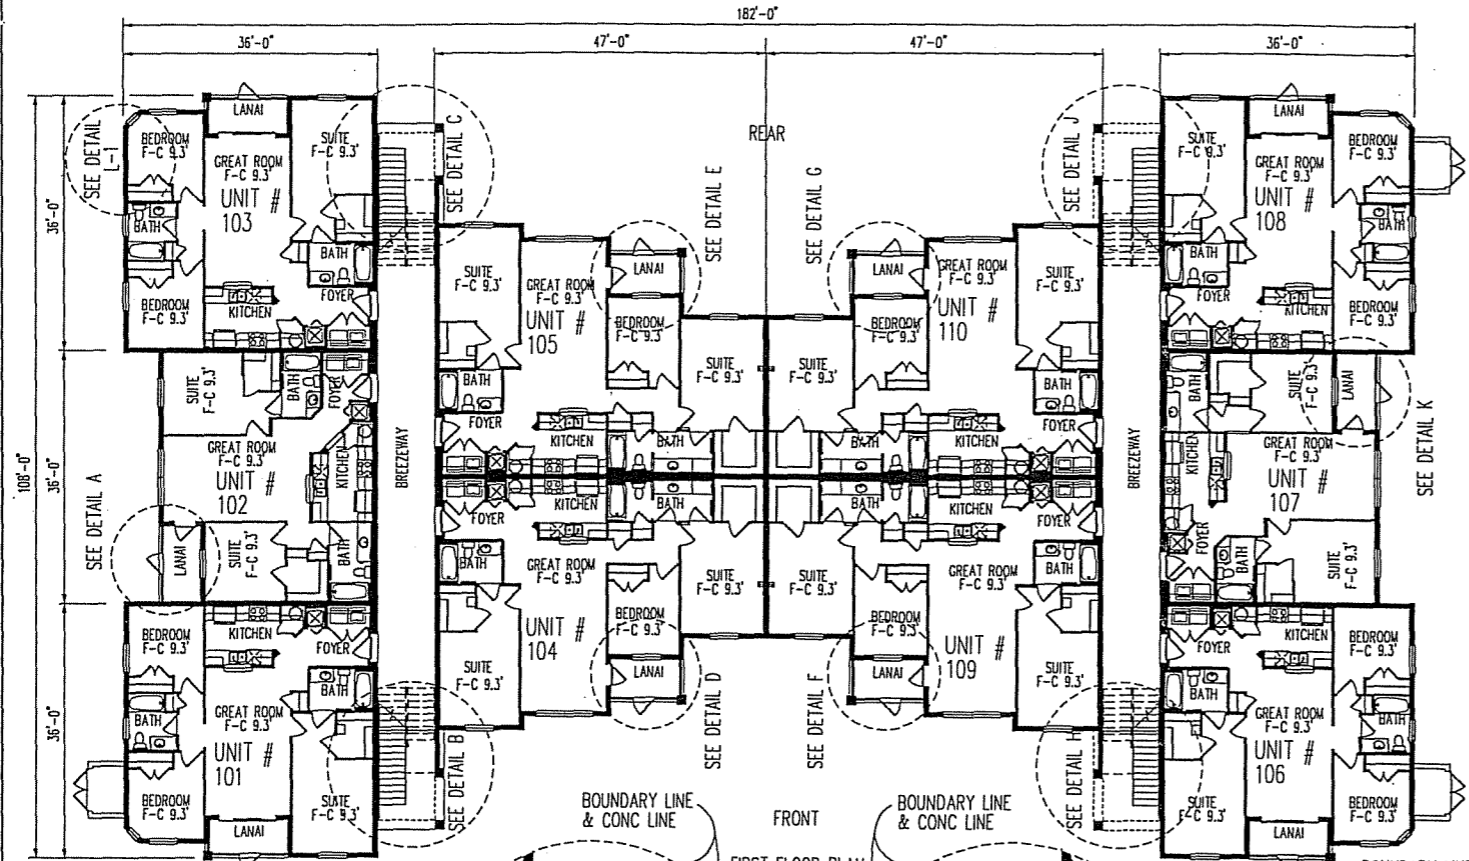 182'-0"
36'-0"
47'-0"
47'-0"
36'-0"
108'-0"
36'-0"
36'-0"
36'-0"
REAR
SEE DETAIL
L-1
SEE DETAIL C
SEE DETAIL E
SEE DETAIL G
SEE DETAIL J
LANAI
BEDROOM
F-C 9.3'
GREAT ROOM
F-C 9.3'
SUITE
F-C 9.3'
UNIT #
103
BATH
BATH
BEDROOM
F-C 9.3'
FOYER
KITCHEN
SUITE
F-C 9.3'
GREAT ROOM
F-C 9.3'
LANAI
UNIT #
105
BEDROOM
F-C 9.3'
SUITE
F-C 9.3'
BATH
FOYER
KITCHEN
BATH
LANAI
GREAT ROOM
F-C 9.3'
SUITE
F-C 9.3'
UNIT #
110
BEDROOM
F-C 9.3'
SUITE
F-C 9.3'
BATH
FOYER
KITCHEN
BATH
LANAI
SUITE
F-C 9.3'
GREAT ROOM
F-C 9.3'
BEDROOM
F-C 9.3'
UNIT #
108
BATH
BATH
FOYER
KITCHEN
BEDROOM
F-C 9.3'
SEE DETAIL A
SUITE
F-C 9.3'
BATH
FOYER
GREAT ROOM
F-C 9.3'
UNIT #
102
KITCHEN
LANAI
SUITE
F-C 9.3'
BATH
BREEZEWAY
BREEZEWAY
BATH
SUITE
F-C 9.3'
LANAI
SEE DETAIL K
KITCHEN
GREAT ROOM
F-C 9.3'
UNIT #
107
FOYER
BATH
SUITE
F-C 9.3'
FOYER
KITCHEN
BATH
BATH
GREAT ROOM
F-C 9.3'
SUITE
F-C 9.3'
BEDROOM
F-C 9.3'
UNIT #
104
SUITE
F-C 9.3'
LANAI
BATH
KITCHEN
FOYER
BATH
GREAT ROOM
F-C 9.3'
SUITE
F-C 9.3'
BEDROOM
F-C 9.3'
UNIT #
109
SUITE
F-C 9.3'
LANAI
BEDROOM
F-C 9.3'
KITCHEN
FOYER
BATH
BATH
GREAT ROOM
F-C 9.3'
UNIT #
101
BEDROOM
F-C 9.3'
SUITE
F-C 9.3'
LANAI
KITCHEN
BEDROOM
F-C 9.3'
FOYER
BATH
BATH
GREAT ROOM
F-C 9.3'
UNIT #
106
SUITE
F-C 9.3'
BEDROOM
F-C 9.3'
LANAI
SEE DETAIL B
SEE DETAIL D
SEE DETAIL F
SEE DETAIL H
BOUNDARY LINE
& CONC LINE
FRONT
BOUNDARY LINE
& CONC LINE
FIRST FLOOR PLAN